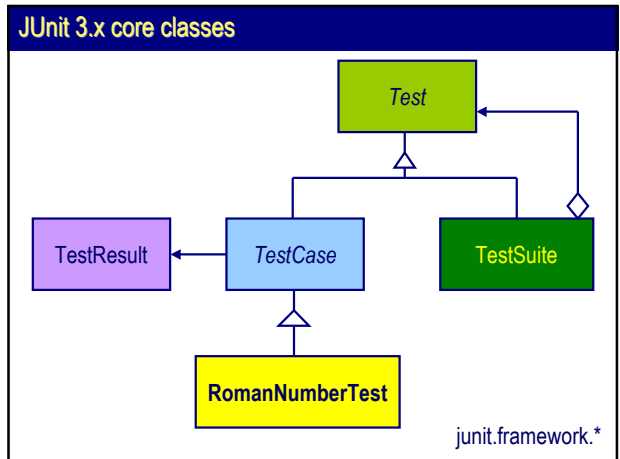 JUnit 3.x core classes
Test
TestResult
TestCase
TestSuite
RomanNumberTest
junit.framework.*